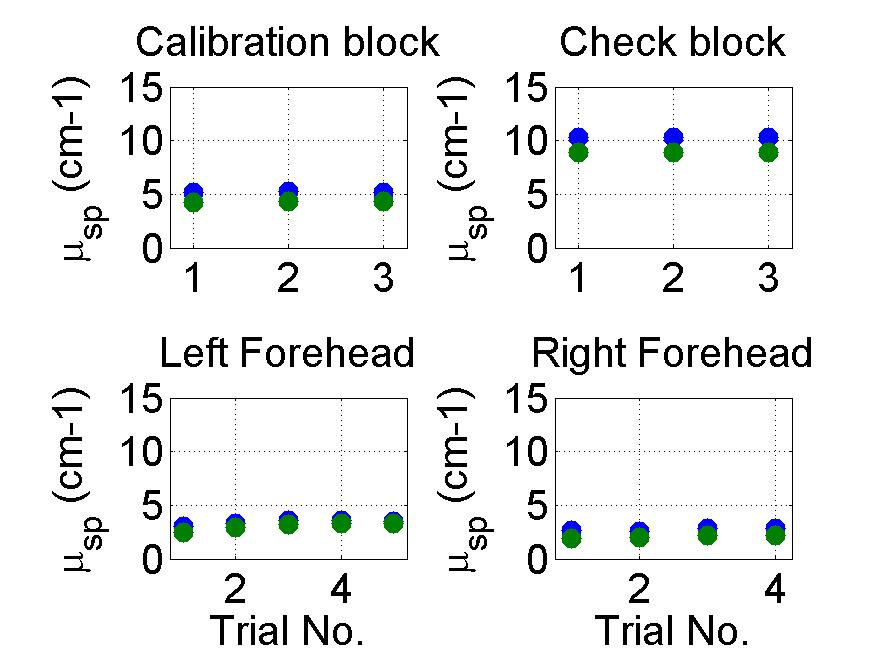 Calibration block
Check block
15
10
5
0
μsp (cm-1)
1 2 3
15
10
5
0
μsp (cm-1)
1 2 3
Left Forehead
Right Forehead
15
10
5
0
μsp (cm-1)
2 4
Trial No.
15
10
5
0
μsp (cm-1)
2 4
Trial No.